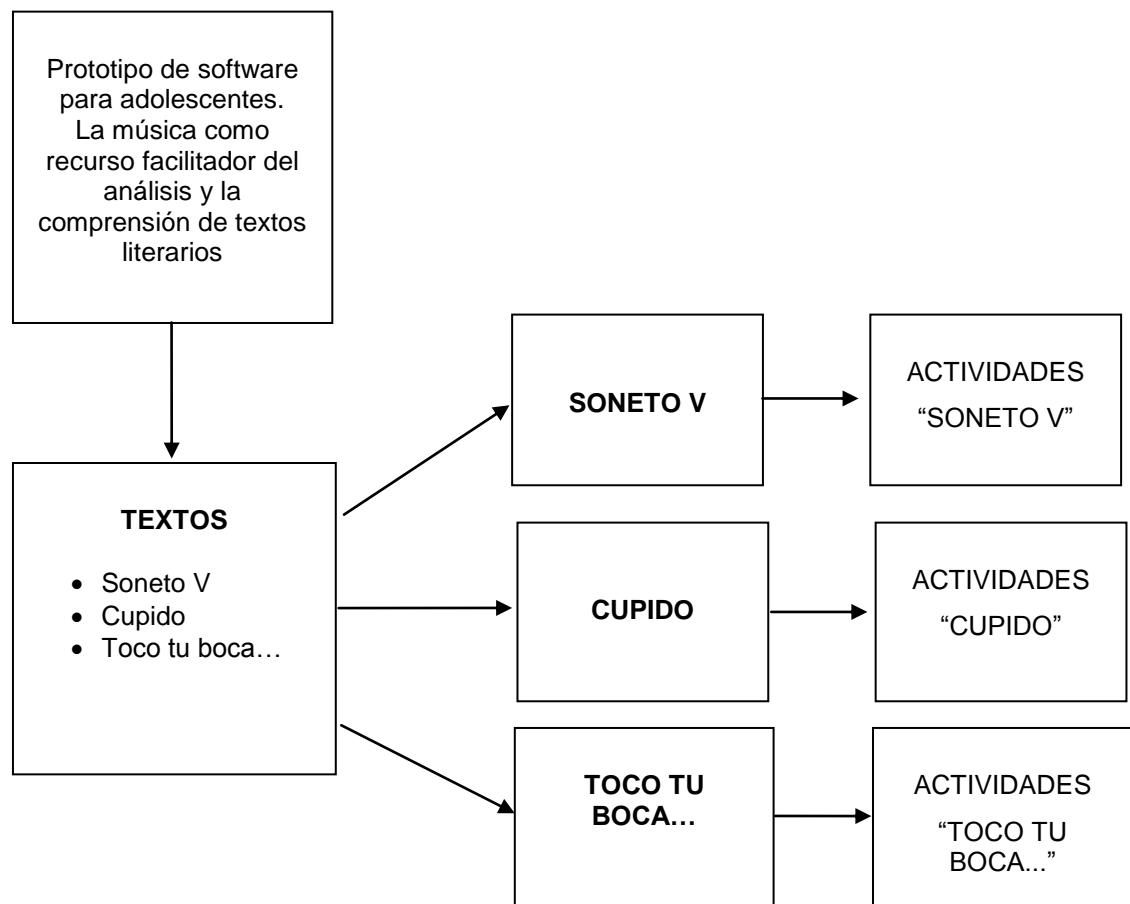 Prototipo de software
para adolescentes.
La música como
recurso facilitador del
análisis y la
comprensión de textos
literarios
SONETO V
ACTIVIDADES
“SONETO V”
TEXTOS
• Soneto V
• Cupido
• Toco tu boca…
CUPIDO
ACTIVIDADES
“CUPIDO”
TOCO TU
BOCA…
ACTIVIDADES
“TOCO TU
BOCA...”